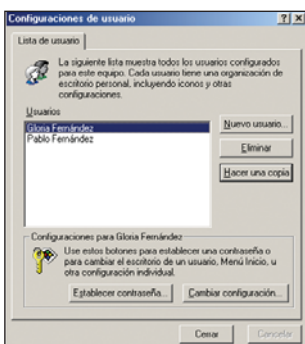 Configuraciones de usuario
Lista de usuario
La siguiente lista muestra todos los usuarios configurados
para este equipo. Cada usuario tiene una organización de
escritorio personal, incluyendo iconos y otras
configuraciones.
Usuarios
Gloria Fernández
Pablo Fernández
Nuevo usuario...
Eliminar
Hacer una copia
Configuraciones para Gloria Fernández
Use estos botones para establecer una contraseña o
para cambiar el escritorio de un usuario, Menú Inicio, u
otra configuración individual.
Establecer contraseña...
Cambiar configuración...
Cerrar
Cancelar